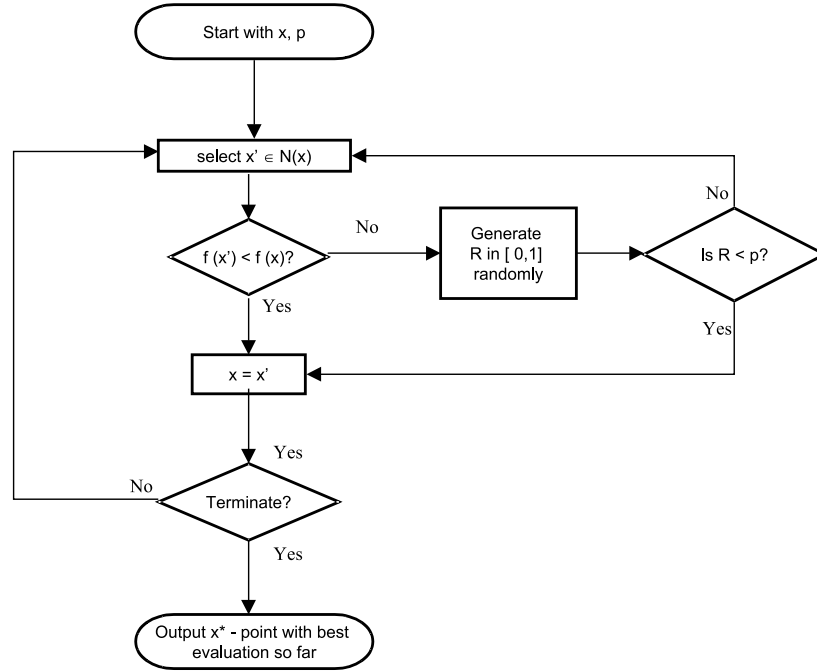 Start with x, p
select x' ∈ N(x)
No
No
f (x') < f (x)?
Generate
R in [ 0,1]
randomly
Is R < p?
Yes
Yes
x = x'
Yes
No
Terminate?
Yes
Output x* - point with best
evaluation so far